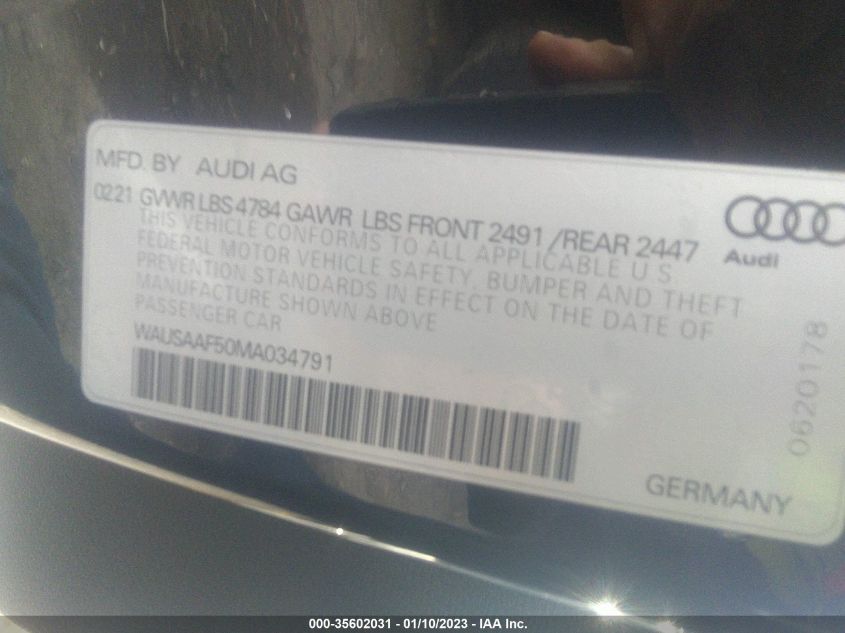 MFD. BY AUDI AG
0221 GVWR LBS 4784 GAWR LBS FRONT 2491 /REAR 2447
THIS VEHICLE CONFORMS TO ALL APPLICABLE U S
FEDERAL MOTOR VEHICLE SAFETY, BUMPER AND THEFT
PREVENTION STANDARDS IN EFFECT ON THE DATE OF
MANUFACTURE SHOWN ABOVE
PASSENGER CAR
WAUSAAF50MA034791
Audi
0620178
GERMANY
000-35602031 - 01/10/2023 - IAA Inc.